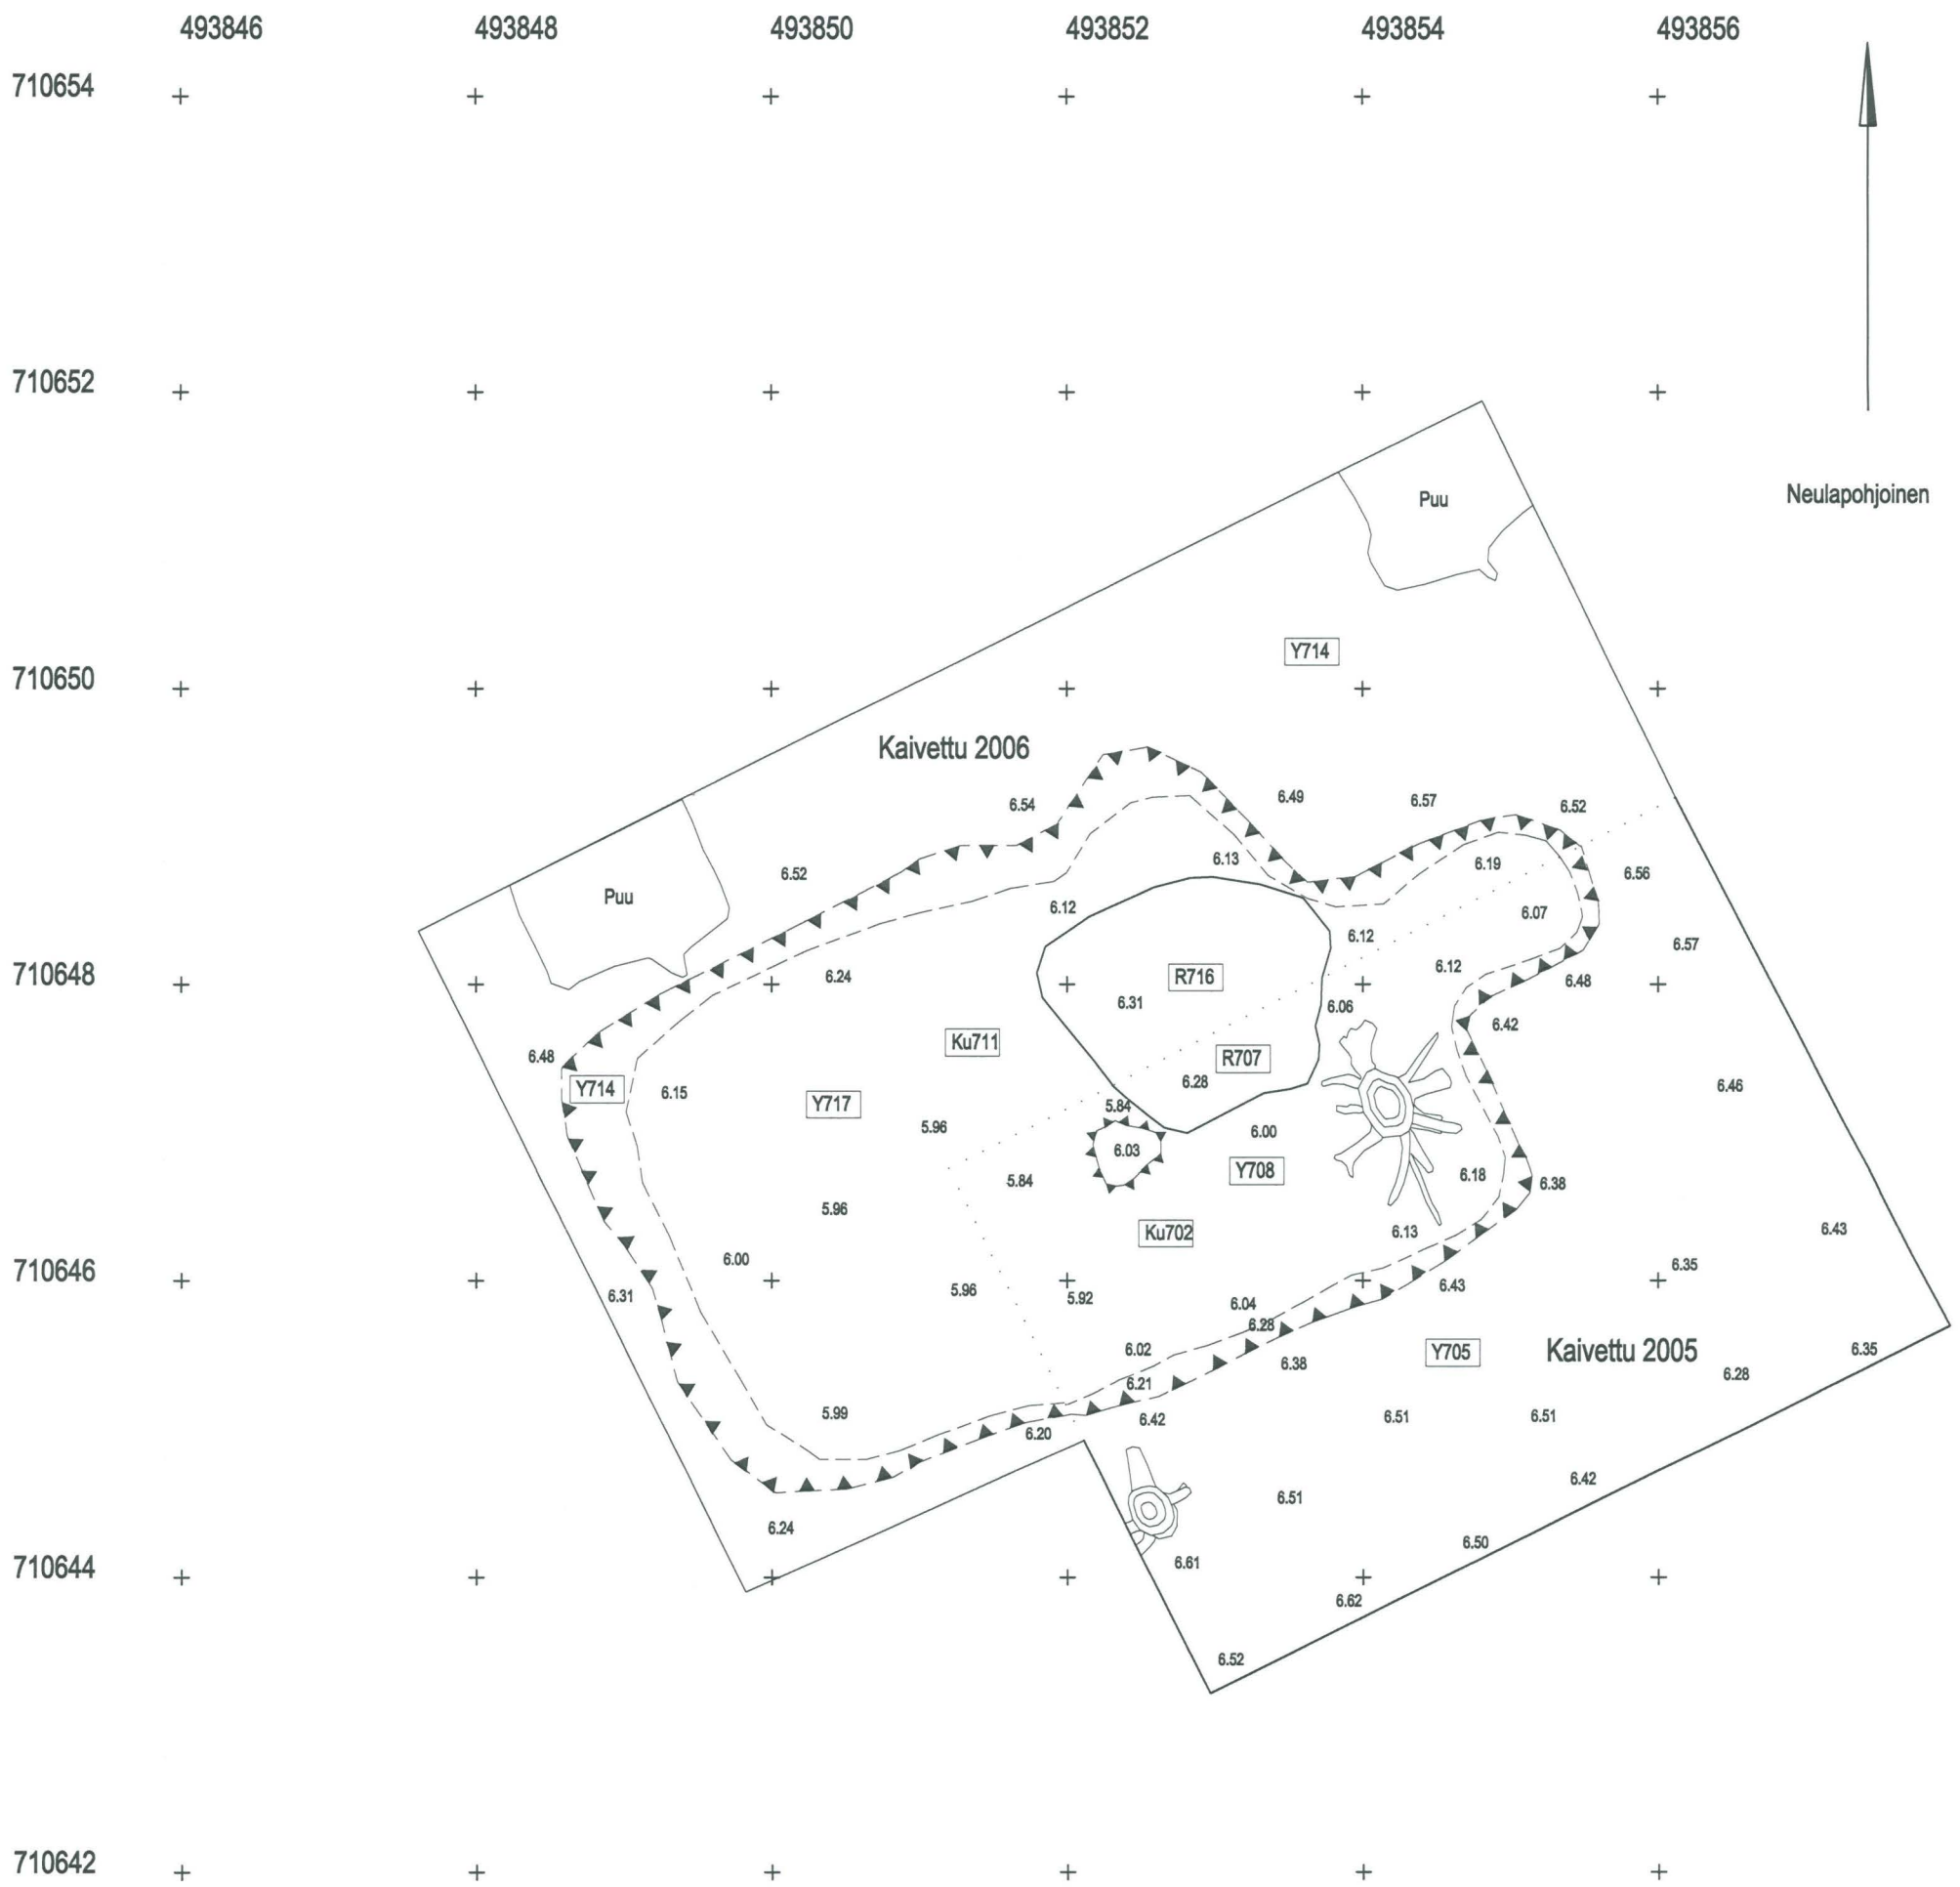 493846 493848 493850 493852 493854 493856
710654
710652
Neulapohjoinen
Puu
710650
Y714
Kaivettu 2006
6.54 6.49 6.57 6.52
6.13 6.19
6.52 6.56
Puu
6.12 6.07
6.12 6.57
710648
6.24 R716 6.12 6.48
6.31 6.06
6.42
Ku711
6.48 R707
Y714 6.15 6.28 6.46
Y717 5.84
5.96 6.00
6.03
Y708 6.18
5.84 6.38
5.96
Ku702 6.13 6.43
710646
6.00 6.35
6.31 5.96 5.92 6.43
6.04
6.28
6.02 Y705 Kaivettu 2005 6.35
6.38
6.21 6.28
5.99 6.42 6.51 6.51
6.20
6.42
6.51
6.24
6.50
710644
6.61
6.62
6.52
710642